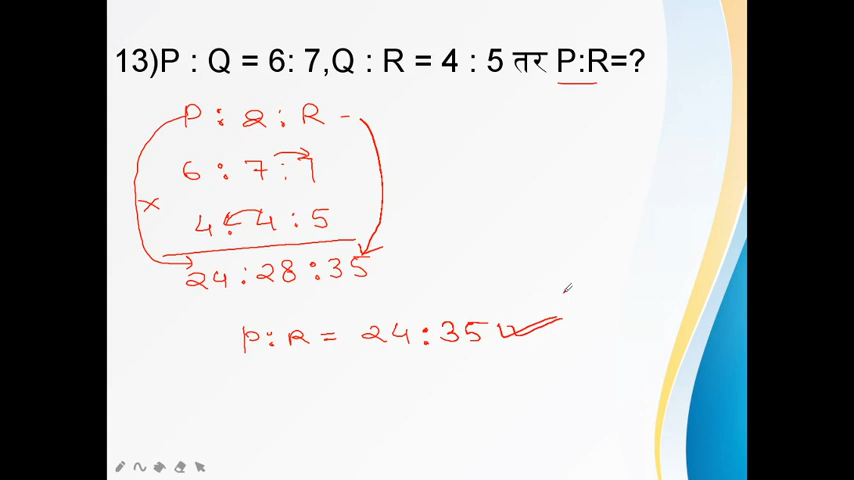 13)P : Q = 6: 7,Q : R = 4 : 5 तर P:R=?
P : Q : R -
6 : 7 : 7
× 4 : 4 : 5
24 : 28 : 35
P : R = 24 : 35